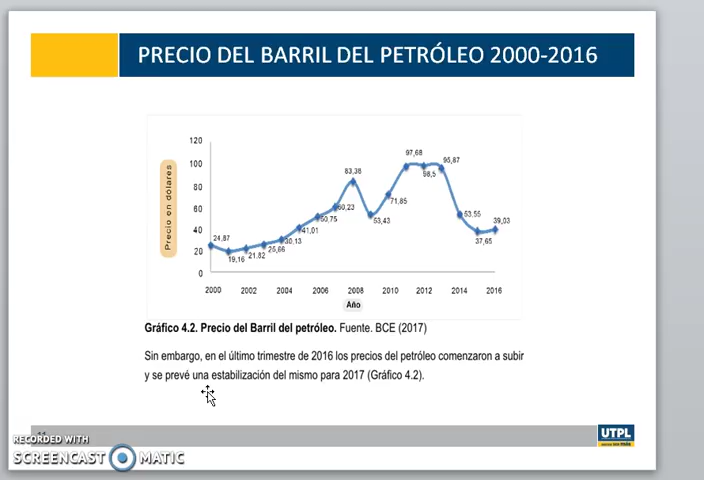 PRECIO DEL BARRIL DEL PETRÓLEO 2000-2016
Precio en dólares
120
100
80
60
40
20
0
24,87
19,16
21,82
25,66
30,13
41,01
50,75
60,23
83,38
53,43
71,85
97,68
98,5
95,87
53.55
37,65
39,03
2000 2002 2004 2006 2008 2010 2012 2014 2016
Año
Gráfico 4.2. Precio del Barril del petróleo. Fuente. BCE (2017)
Sin embargo, en el último trimestre de 2016 los precios del petróleo comenzaron a subir
y se prevé una estabilización del mismo para 2017 (Gráfico 4.2).
RECORDED WITH
SCREENCAST MATIC
UTPL